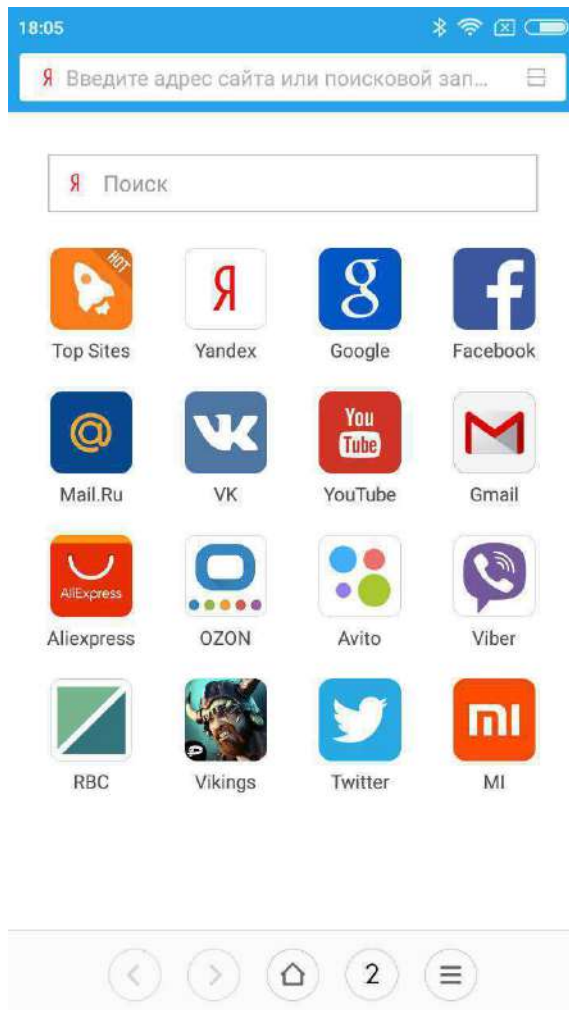 18:05
Я Введите адрес сайта или поисковой зап...
Я Поиск
HOT
Я
g
f
Top Sites
Yandex
Google
Facebook
@
VK
You
Tube
M
Mail.Ru
VK
YouTube
Gmail
AliExpress
Aliexpress
OZON
Avito
Viber
mi
RBC
Vikings
Twitter
MI
2